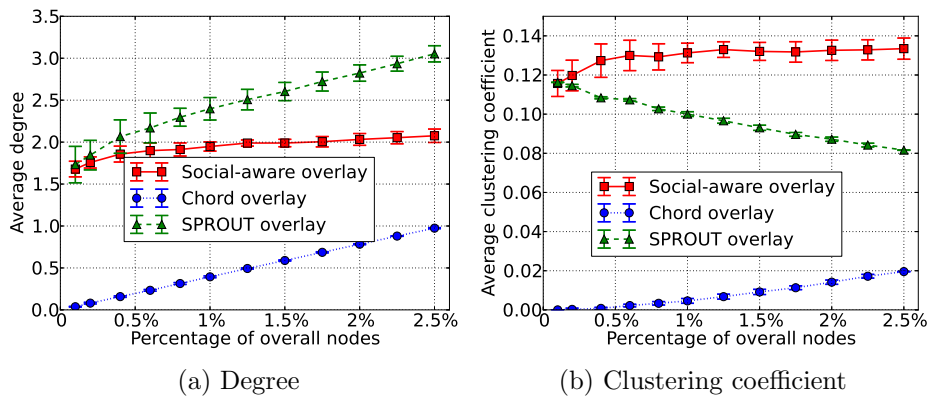 3.5
3.0
2.5
2.0
1.5
1.0
0.5
0.0
Average degree
Social-aware overlay
Chord overlay
SPROUT overlay
0 0.5% 1% 1.5% 2% 2.5%
Percentage of overall nodes
(a) Degree
0.14
0.12
0.10
0.08
0.06
0.04
0.02
0.00
Average clustering coefficient
Social-aware overlay
Chord overlay
SPROUT overlay
0 0.5% 1% 1.5% 2% 2.5%
Percentage of overall nodes
(b) Clustering coefficient